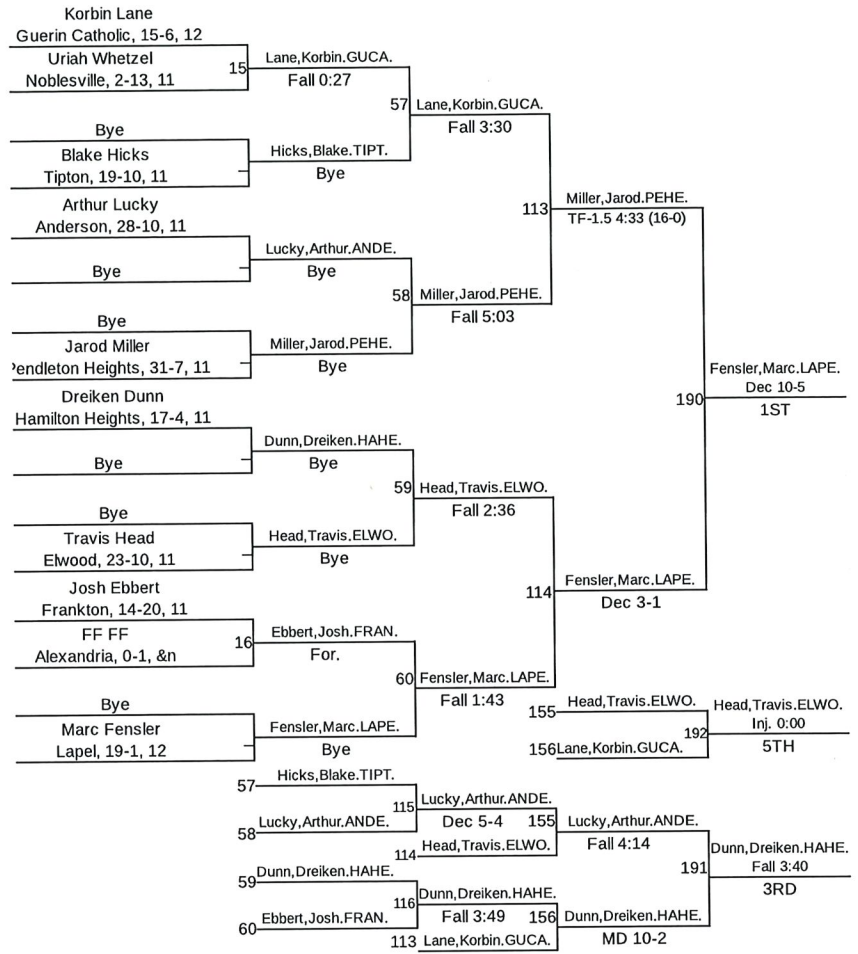 Korbin Lane
Guerin Catholic, 15-6, 12
Uriah Whetzel
Noblesville, 2-13, 11
15
Lane,Korbin.GUCA.
Fall 0:27
57
Lane,Korbin.GUCA.
Fall 3:30
Bye
Blake Hicks
Tipton, 19-10, 11
Hicks,Blake.TIPT.
Bye
Arthur Lucky
Anderson, 28-10, 11
113
Miller,Jarod.PEHE.
TF-1.5 4:33 (16-0)
Lucky,Arthur.ANDE.
Bye
Bye
58
Miller,Jarod.PEHE.
Fall 5:03
Bye
Jarod Miller
Pendleton Heights, 31-7, 11
Miller,Jarod.PEHE.
Bye
190
Fensler,Marc.LAPE.
Dec 10-5
1ST
Dreiken Dunn
Hamilton Heights, 17-4, 11
Bye
Dunn,Dreiken.HAHE.
Bye
59
Head,Travis.ELWO.
Fall 2:36
Bye
Travis Head
Elwood, 23-10, 11
Head,Travis.ELWO.
Bye
114
Fensler,Marc.LAPE.
Dec 3-1
Josh Ebbert
Frankton, 14-20, 11
FF FF
Alexandria, 0-1, &n
16
Ebbert,Josh.FRAN.
For.
60
Fensler,Marc.LAPE.
Fall 1:43
Bye
Marc Fensler
Lapel, 19-1, 12
Fensler,Marc.LAPE.
Bye
155
Head,Travis.ELWO.
156
Lane,Korbin.GUCA.
192
Head,Travis.ELWO.
Inj. 0:00
5TH
57
Hicks,Blake.TIPT.
58
Lucky,Arthur.ANDE.
115
Lucky,Arthur.ANDE.
Dec 5-4
114
Head,Travis.ELWO.
155
Lucky,Arthur.ANDE.
Fall 4:14
59
Dunn,Dreiken.HAHE.
60
Ebbert,Josh.FRAN.
116
Dunn,Dreiken.HAHE.
Fall 3:49
113
Lane,Korbin.GUCA.
156
Dunn,Dreiken.HAHE.
MD 10-2
191
Dunn,Dreiken.HAHE.
Fall 3:40
3RD